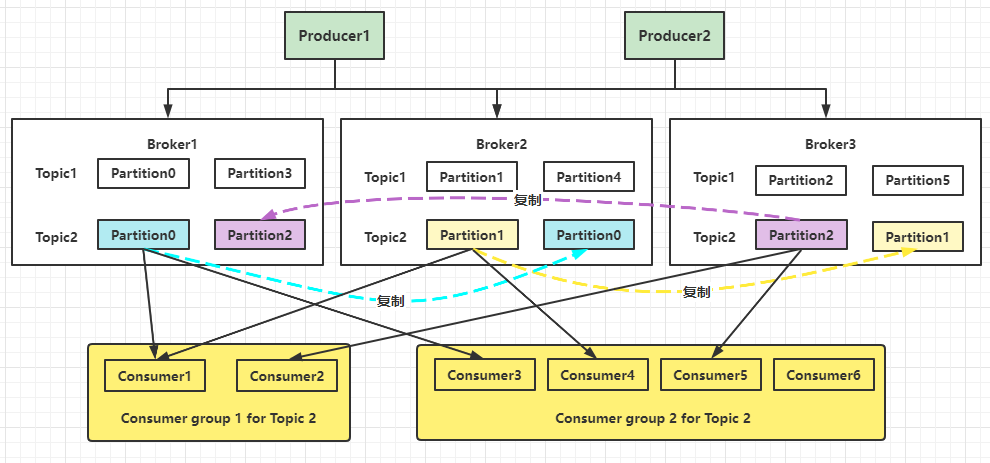 Producer1
Producer2
Broker1
Broker2
Broker3
Topic1
Partition0
Partition3
Topic1
Partition1
Partition4
Topic1
Partition2
Partition5
复制
Topic2
Partition0
Partition2
Topic2
Partition1
Partition0
Topic2
Partition2
Partition1
复制
复制
Consumer1
Consumer2
Consumer group 1 for Topic 2
Consumer3
Consumer4
Consumer5
Consumer6
Consumer group 2 for Topic 2